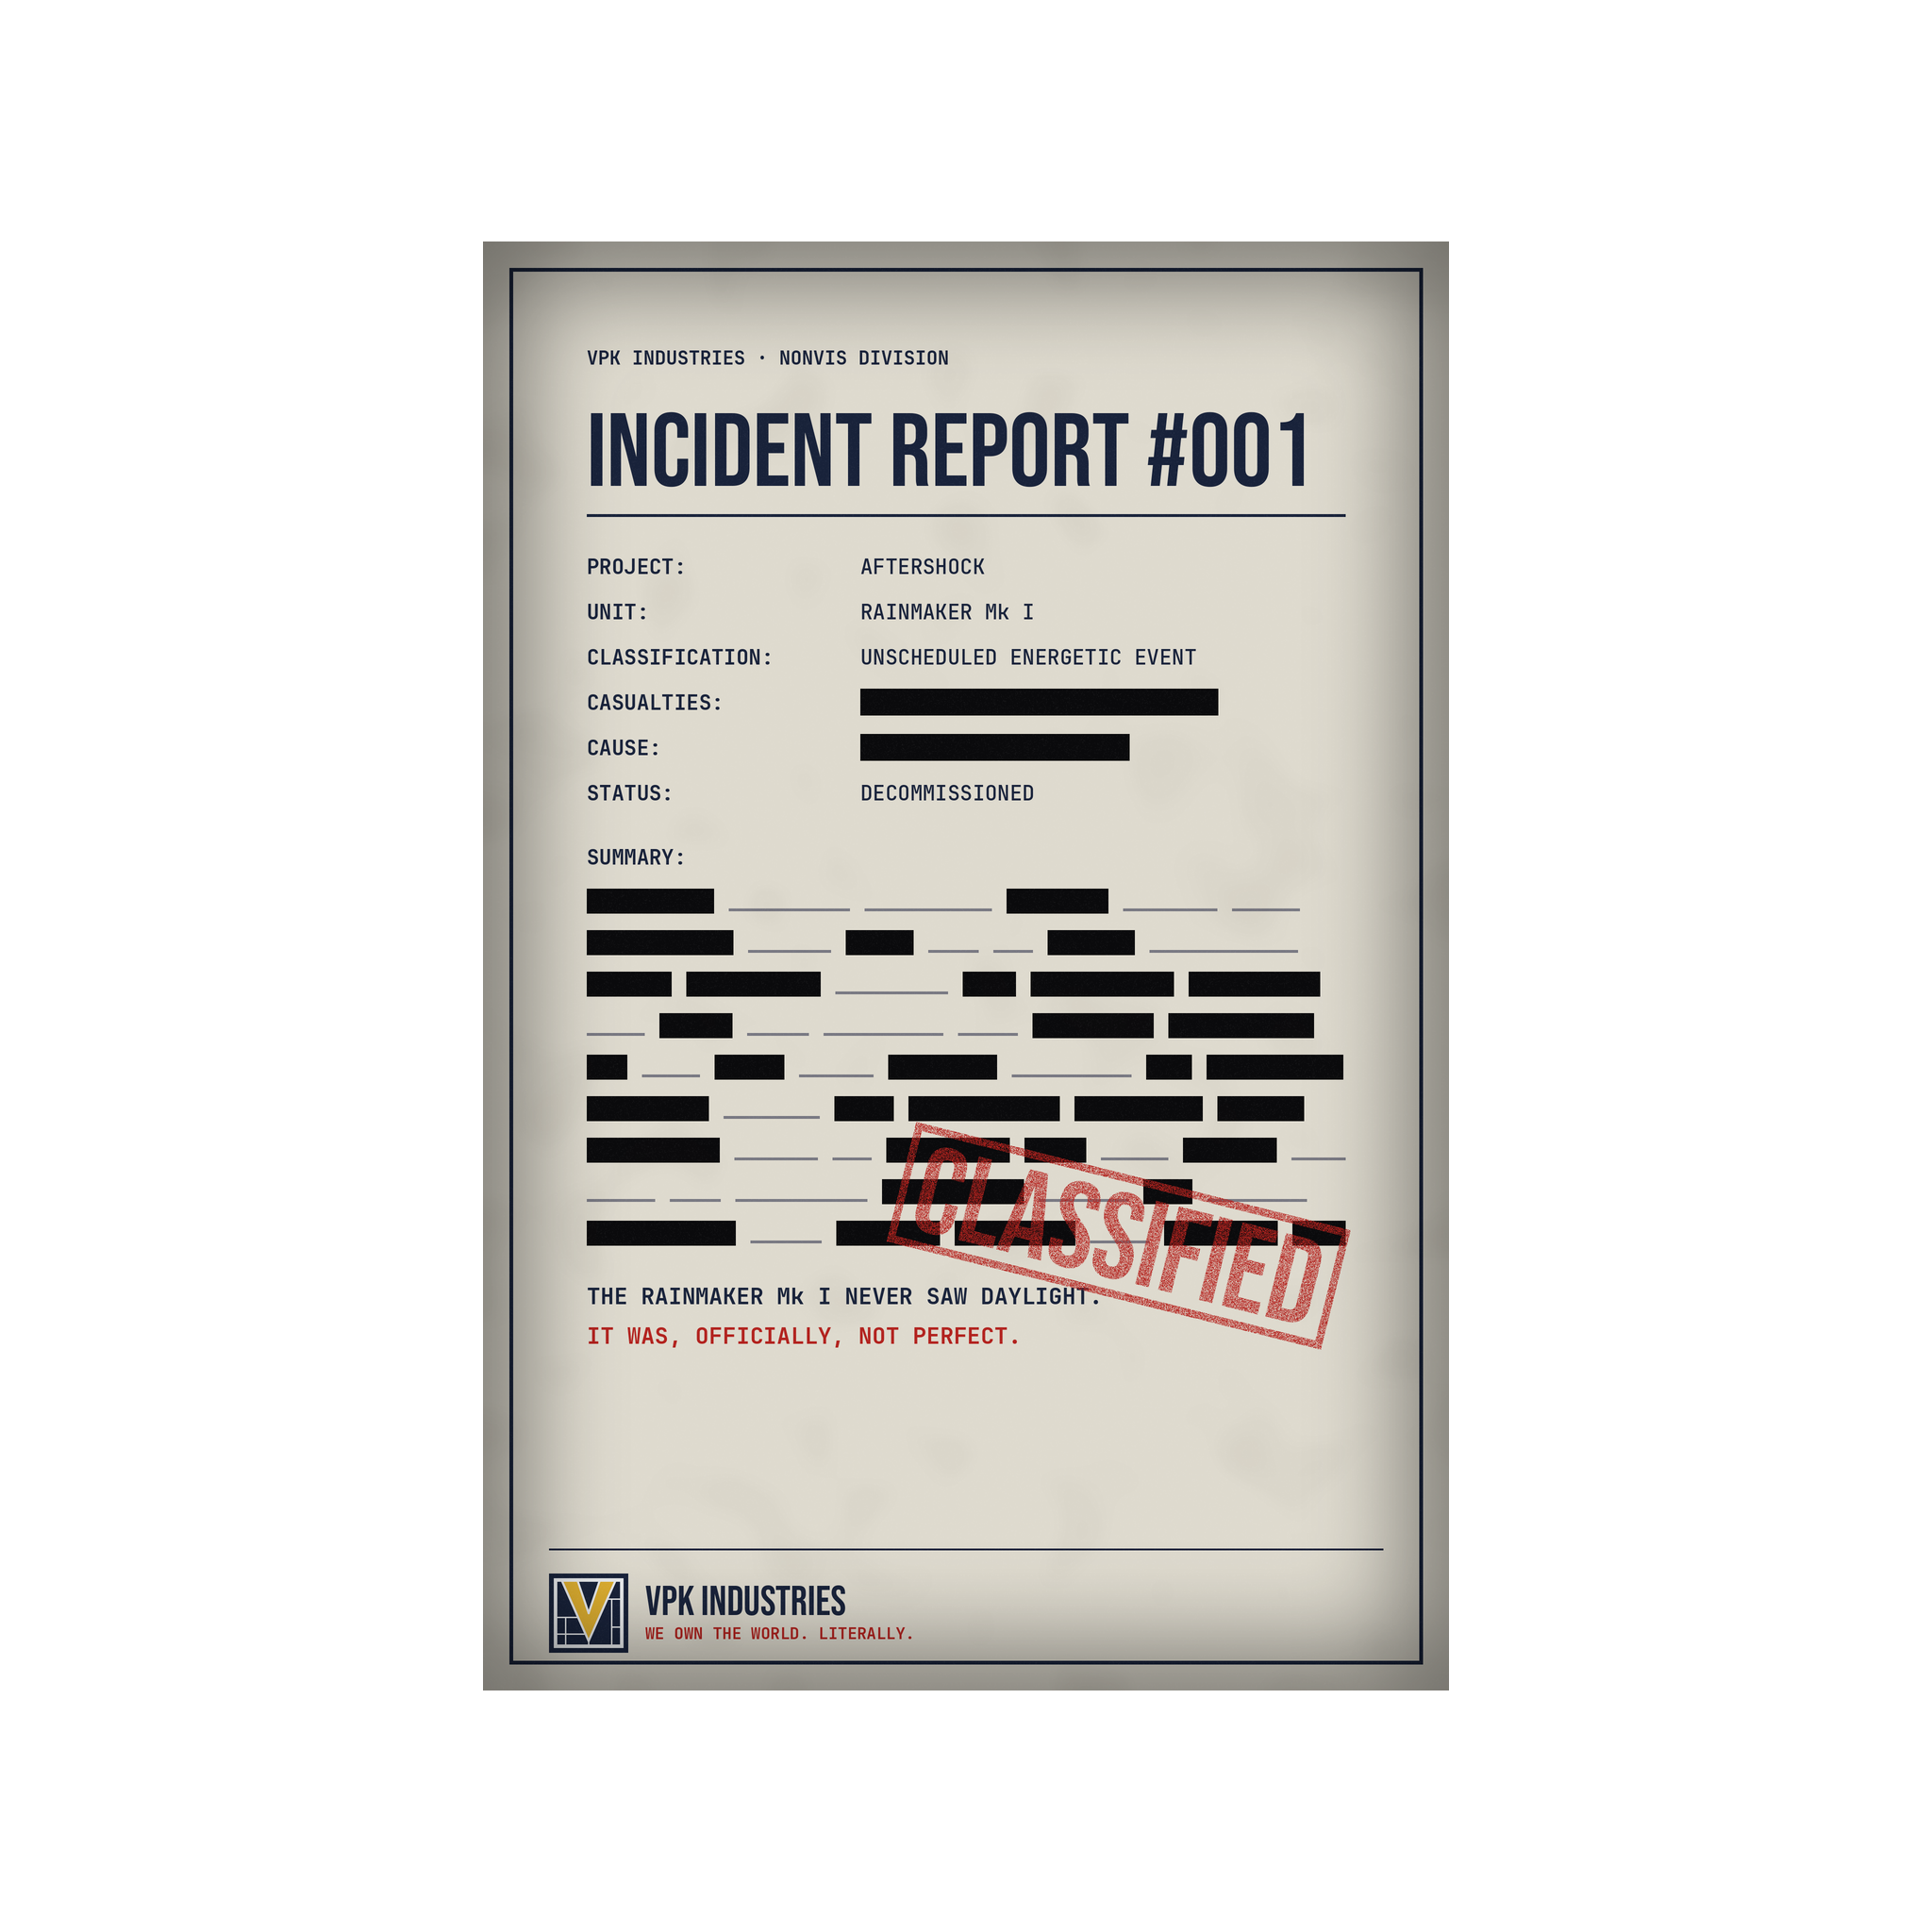 VPK INDUSTRIES · NONVIS DIVISION
INCIDENT REPORT #001
PROJECT: AFTERSHOCK
UNIT: RAINMAKER Mk I
CLASSIFICATION: UNSCHEDULED ENERGETIC EVENT
CASUALTIES:
CAUSE:
STATUS: DECOMMISSIONED
SUMMARY:
CLASSIFIED
THE RAINMAKER Mk I NEVER SAW DAYLIGHT.
IT WAS, OFFICIALLY, NOT PERFECT.
V
VPK INDUSTRIES
WE OWN THE WORLD. LITERALLY.